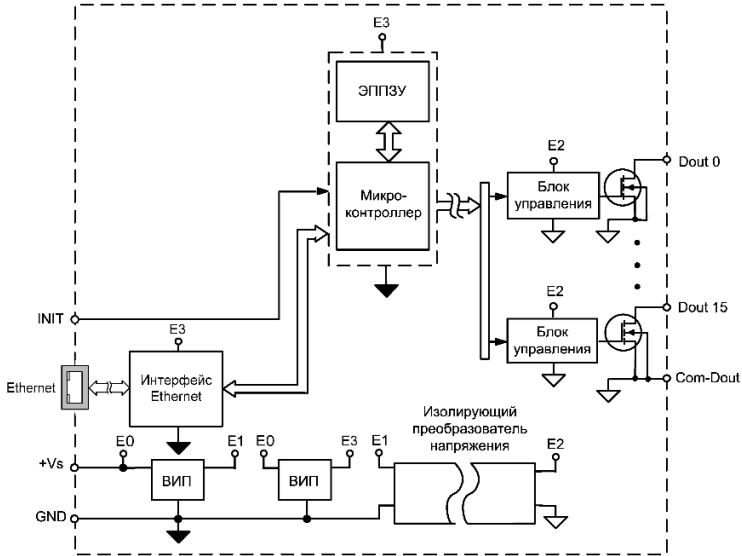 E3
ЭППЗУ
Микро-
контроллер
E2
Блок
управления
Dout 0
INIT
E2
Блок
управления
Dout 15
Com-Dout
E3
Ethernet
Интерфейс
Ethernet
Изолирующий
преобразователь
напряжения
+Vs
E0
E1
E0
E3
E1
E2
ВИП
ВИП
GND